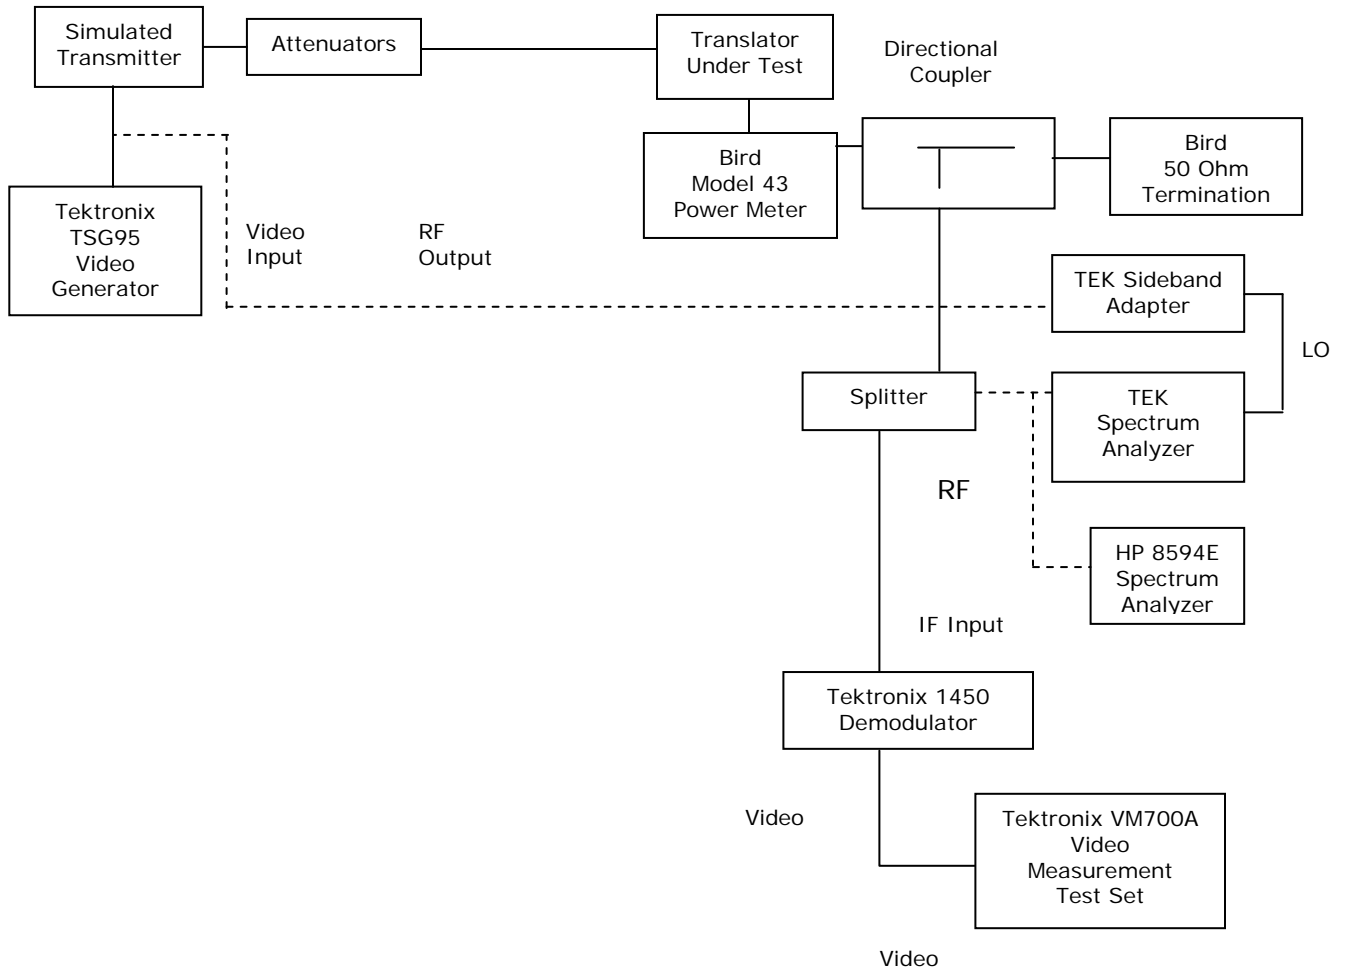 Simulated
Transmitter
Attenuators
Translator
Under Test
Directional
Coupler
Bird
Model 43
Power Meter
Bird
50 Ohm
Termination
Tektronix
TSG95
Video
Generator
Video
Input
RF
Output
TEK Sideband
Adapter
LO
Splitter
TEK
Spectrum
Analyzer
RF
HP 8594E
Spectrum
Analyzer
IF Input
Tektronix 1450
Demodulator
Video
Tektronix VM700A
Video
Measurement
Test Set
Video